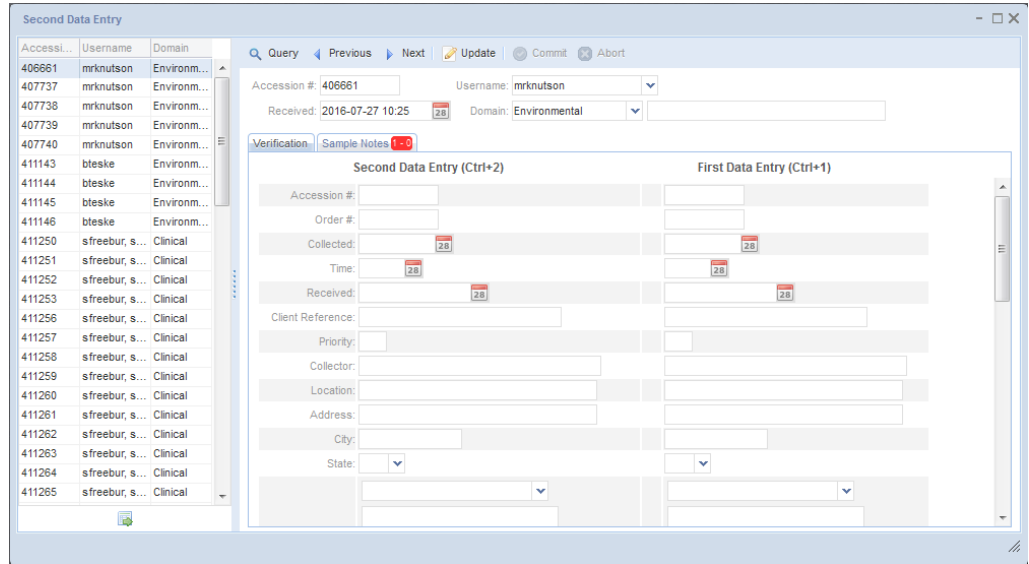 Second Data Entry
Accessi... Username Domain
406661 mrknutson Environm...
407737 mrknutson Environm...
407738 mrknutson Environm...
407739 mrknutson Environm...
407740 mrknutson Environm...
411143 bteske Environm...
411144 bteske Environm...
411145 bteske Environm...
411146 bteske Environm...
411250 sfreebur, s... Clinical
411251 sfreebur, s... Clinical
411252 sfreebur, s... Clinical
411253 sfreebur, s... Clinical
411256 sfreebur, s... Clinical
411257 sfreebur, s... Clinical
411258 sfreebur, s... Clinical
411259 sfreebur, s... Clinical
411260 sfreebur, s... Clinical
411261 sfreebur, s... Clinical
411262 sfreebur, s... Clinical
411263 sfreebur, s... Clinical
411264 sfreebur, s... Clinical
411265 sfreebur, s... Clinical
Query Previous Next Update Commit Abort
Accession #: 406661 Username: mrknutson
Received: 2016-07-27 10:25 28 Domain: Environmental
Verification Sample Notes 1 - 0
Second Data Entry (Ctrl+2) First Data Entry (Ctrl+1)
Accession #:
Order #:
Collected: 28 28
Time: 28 28
Received: 28 28
Client Reference:
Priority:
Collector:
Location:
Address:
City:
State: